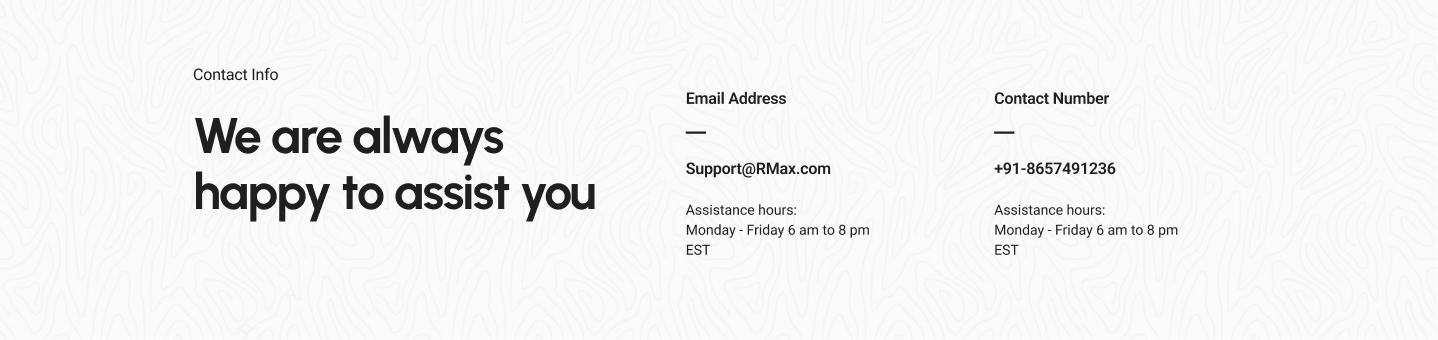 Contact Info
We are always
happy to assist you
Email Address
—
Support@RMax.com
Assistance hours:
Monday - Friday 6 am to 8 pm
EST
Contact Number
—
+91-8657491236
Assistance hours:
Monday - Friday 6 am to 8 pm
EST